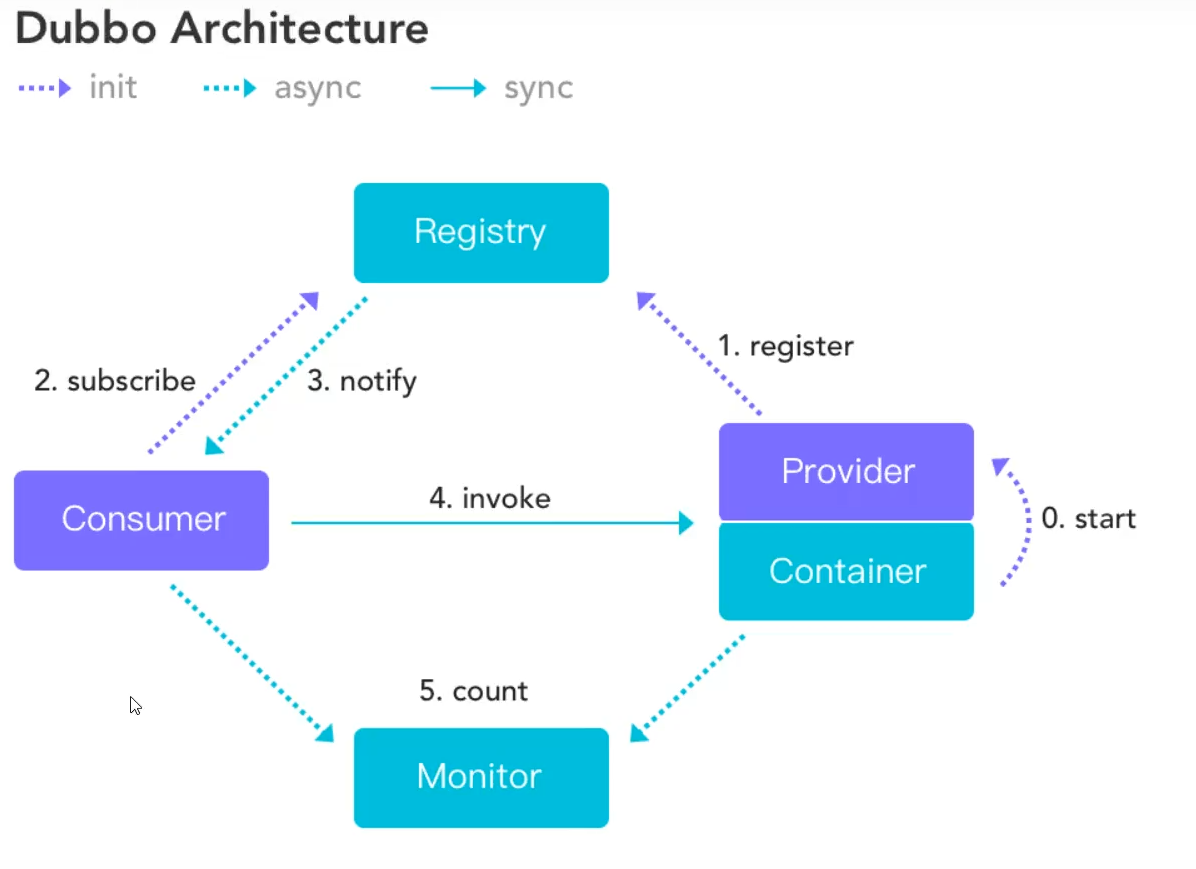 Dubbo Architecture
init async sync
Registry
1. register
2. subscribe 3. notify
Provider
4. invoke
Consumer
0. start
Container
5. count
Monitor